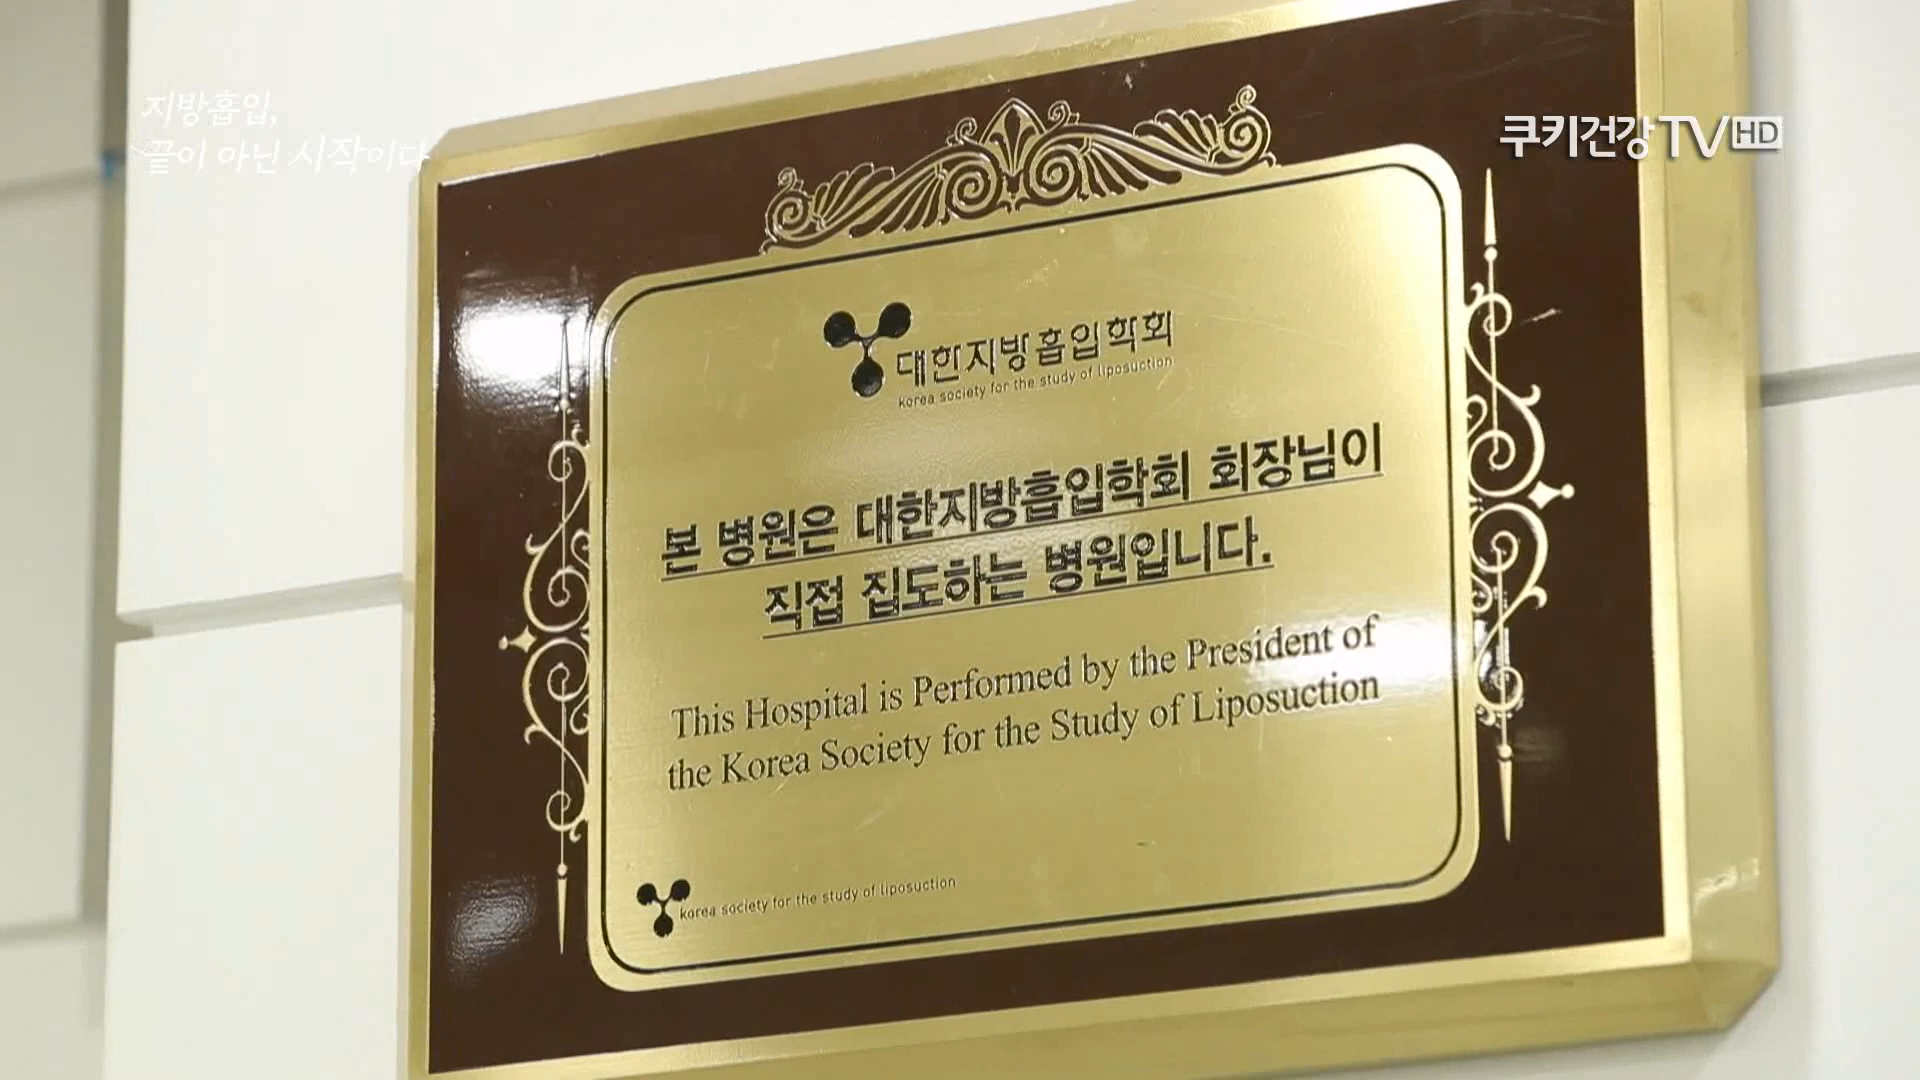 지방흡입,
끝이 아닌 시작이다
쿠키건강TV HD
대한지방흡입학회
korea society for the study of liposuction
본 병원은 대한지방흡입학회 회장님이
직접 집도하는 병원입니다.
This Hospital is Performed by the President of
the Korea Society for the Study of Liposuction
korea society for the study of liposuction